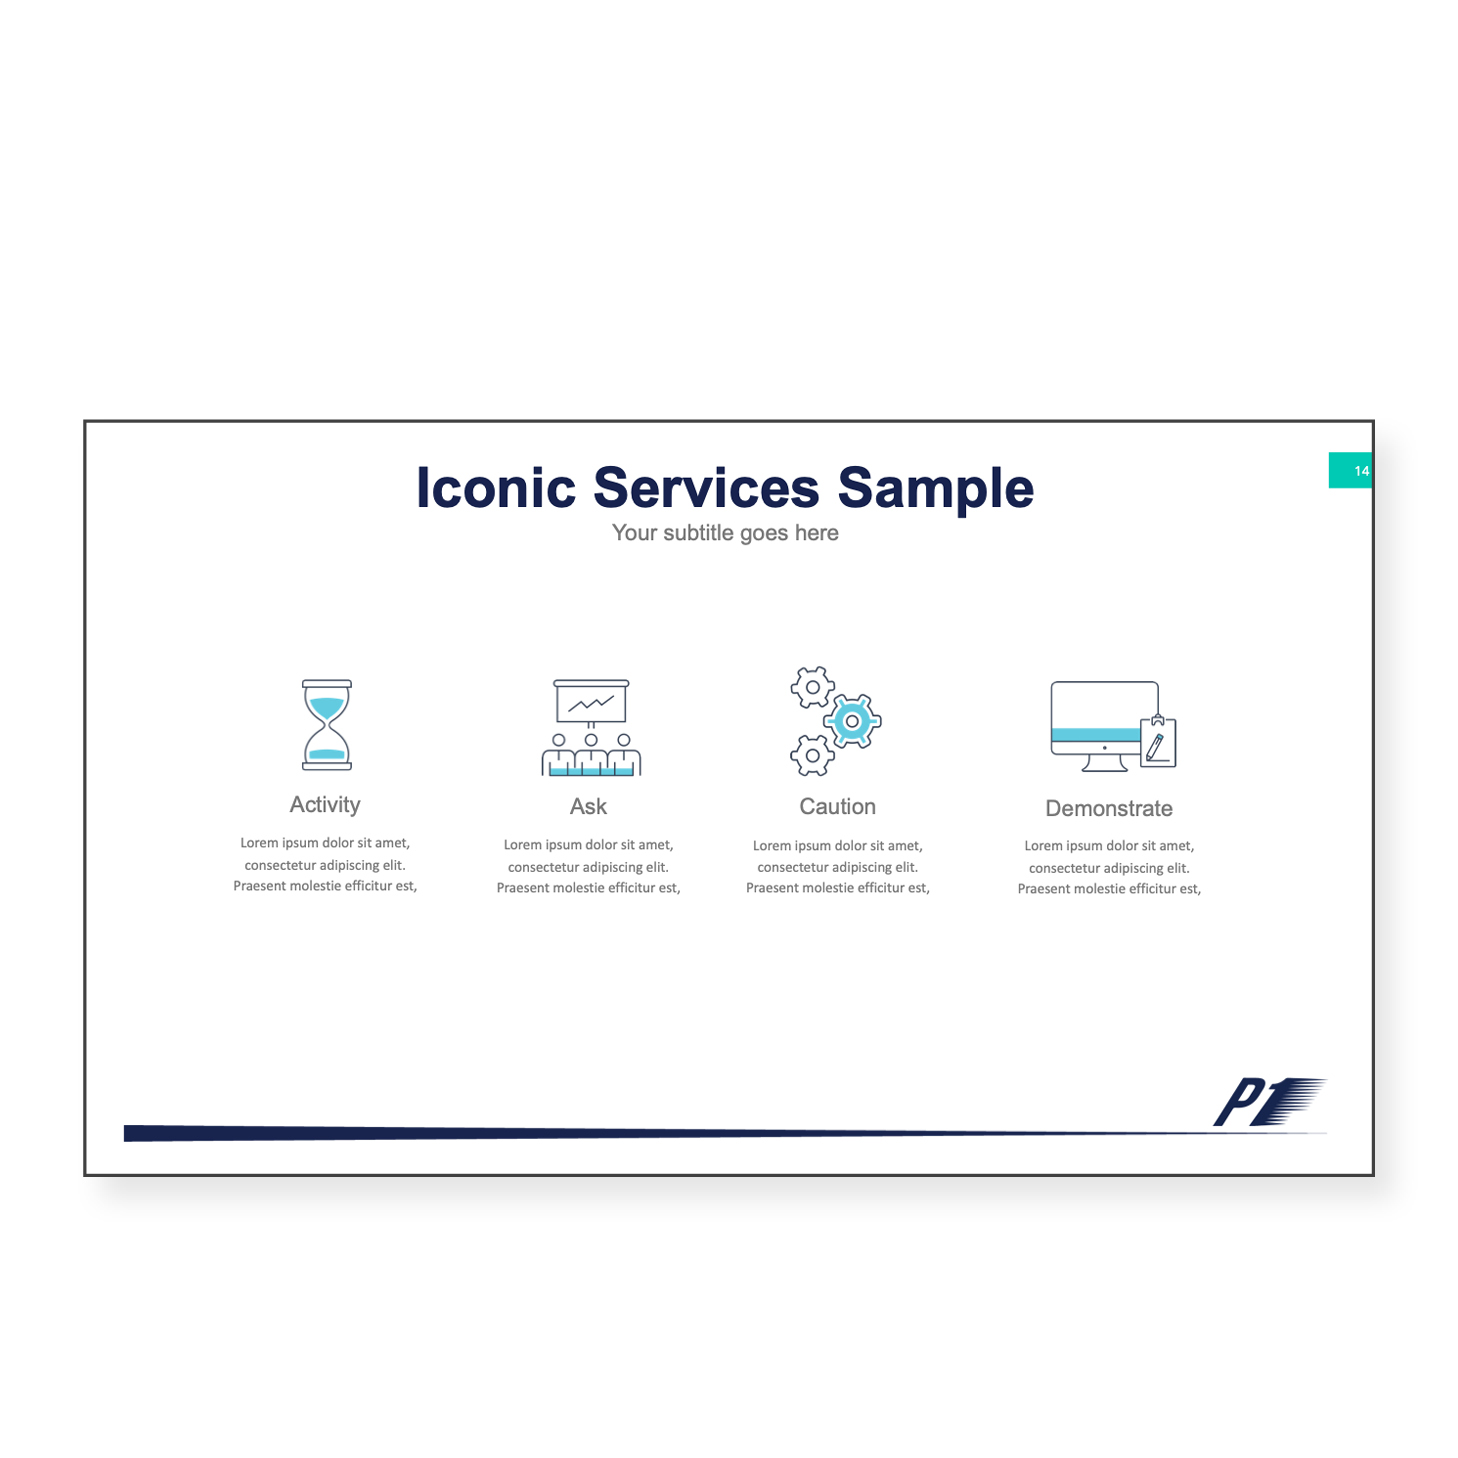 Iconic Services Sample
14
Your subtitle goes here
Activity
Lorem ipsum dolor sit amet,
consectetur adipiscing elit.
Praesent molestie efficitur est,
Ask
Lorem ipsum dolor sit amet,
consectetur adipiscing elit.
Praesent molestie efficitur est,
Caution
Lorem ipsum dolor sit amet,
consectetur adipiscing elit.
Praesent molestie efficitur est,
Demonstrate
Lorem ipsum dolor sit amet,
consectetur adipiscing elit.
Praesent molestie efficitur est,
P1